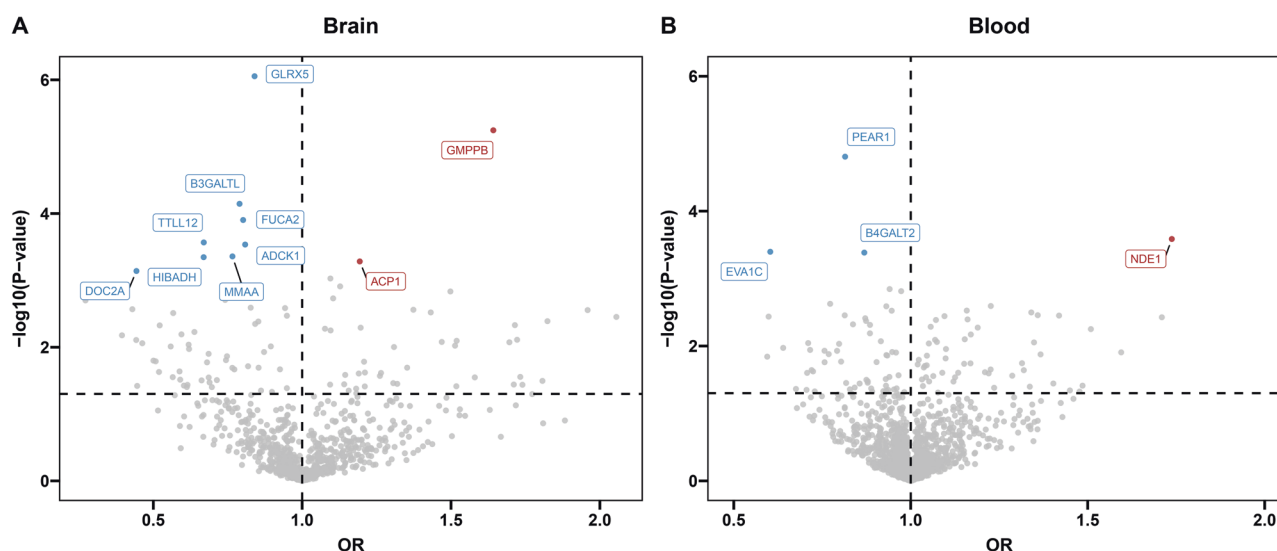 A
Brain
−log10(P−value)
6
4
2
0
GLRX5
GMPPB
B3GALTL
TTLL12
FUCA2
ADCK1
HIBADH
DOC2A
MMAA
ACP1
0.5
1.0
1.5
2.0
OR
B
Blood
−log10(P−value)
6
4
2
0
PEAR1
B4GALT2
EVA1C
NDE1
0.5
1.0
1.5
2.0
OR